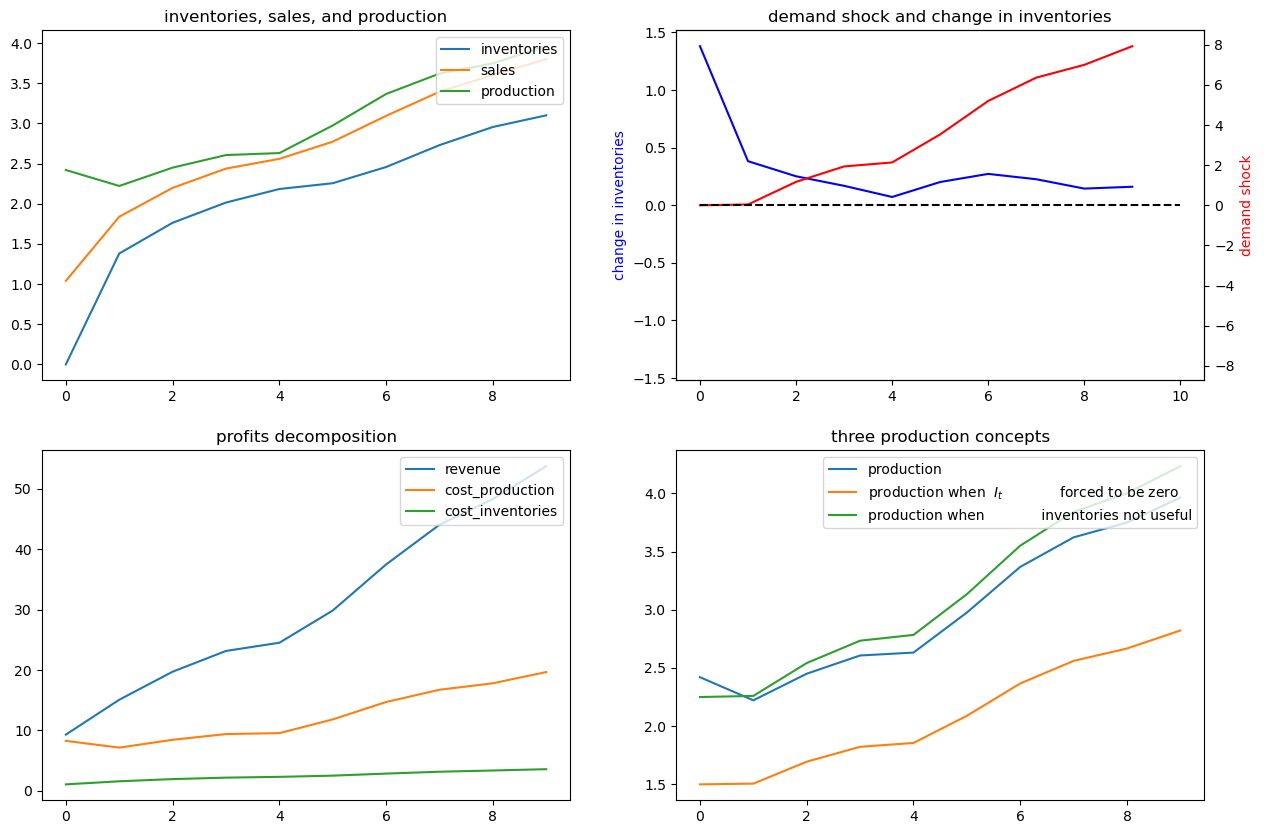 inventories, sales, and production
4.0
3.5
3.0
2.5
2.0
1.5
1.0
0.5
0.0
0 2 4 6 8
inventories
sales
production
demand shock and change in inventories
change in inventories
1.5
1.0
0.5
0.0
−0.5
−1.0
−1.5
0 2 4 6 8 10
8
6
4
2
0
−2
−4
−6
−8
demand shock
profits decomposition
50
40
30
20
10
0
0 2 4 6 8
revenue
cost_production
cost_inventories
three production concepts
4.0
3.5
3.0
2.5
2.0
1.5
0 2 4 6 8
production
production when I_t forced to be zero
production when inventories not useful